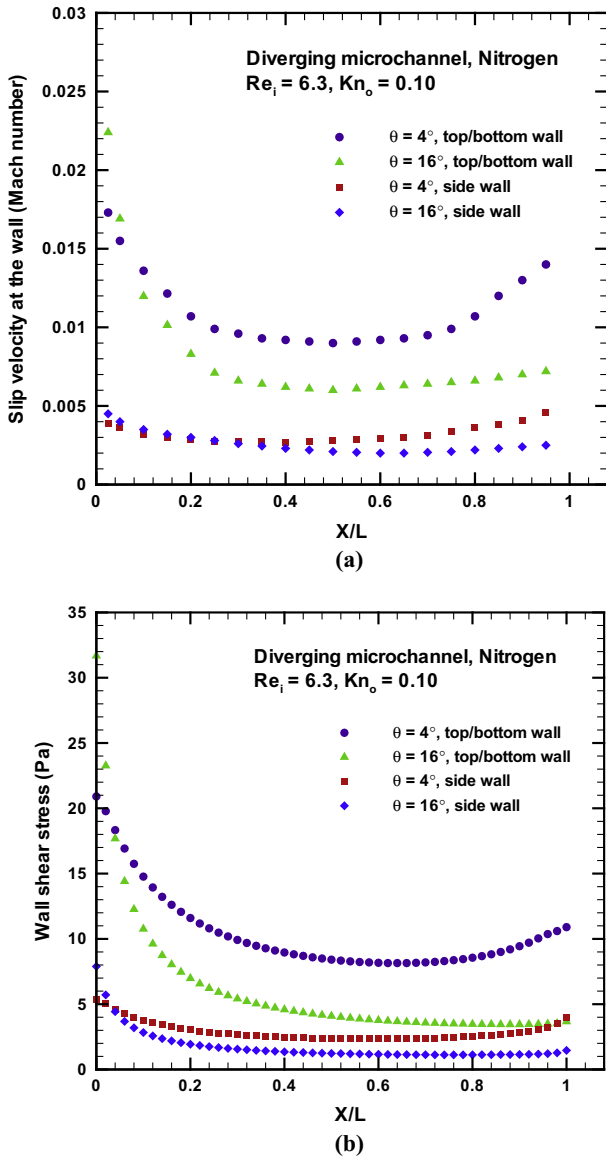 0.03
0.025
0.02
0.015
0.01
0.005
0
Slip velocity at the wall (Mach number)
Diverging microchannel, Nitrogen
Reᵢ = 6.3, Knₒ = 0.10
θ = 4°, top/bottom wall
θ = 16°, top/bottom wall
θ = 4°, side wall
θ = 16°, side wall
0 0.2 0.4 0.6 0.8 1
X/L
(a)
35
30
25
20
15
10
5
0
Wall shear stress (Pa)
Diverging microchannel, Nitrogen
Reᵢ = 6.3, Knₒ = 0.10
θ = 4°, top/bottom wall
θ = 16°, top/bottom wall
θ = 4°, side wall
θ = 16°, side wall
0 0.2 0.4 0.6 0.8 1
X/L
(b)